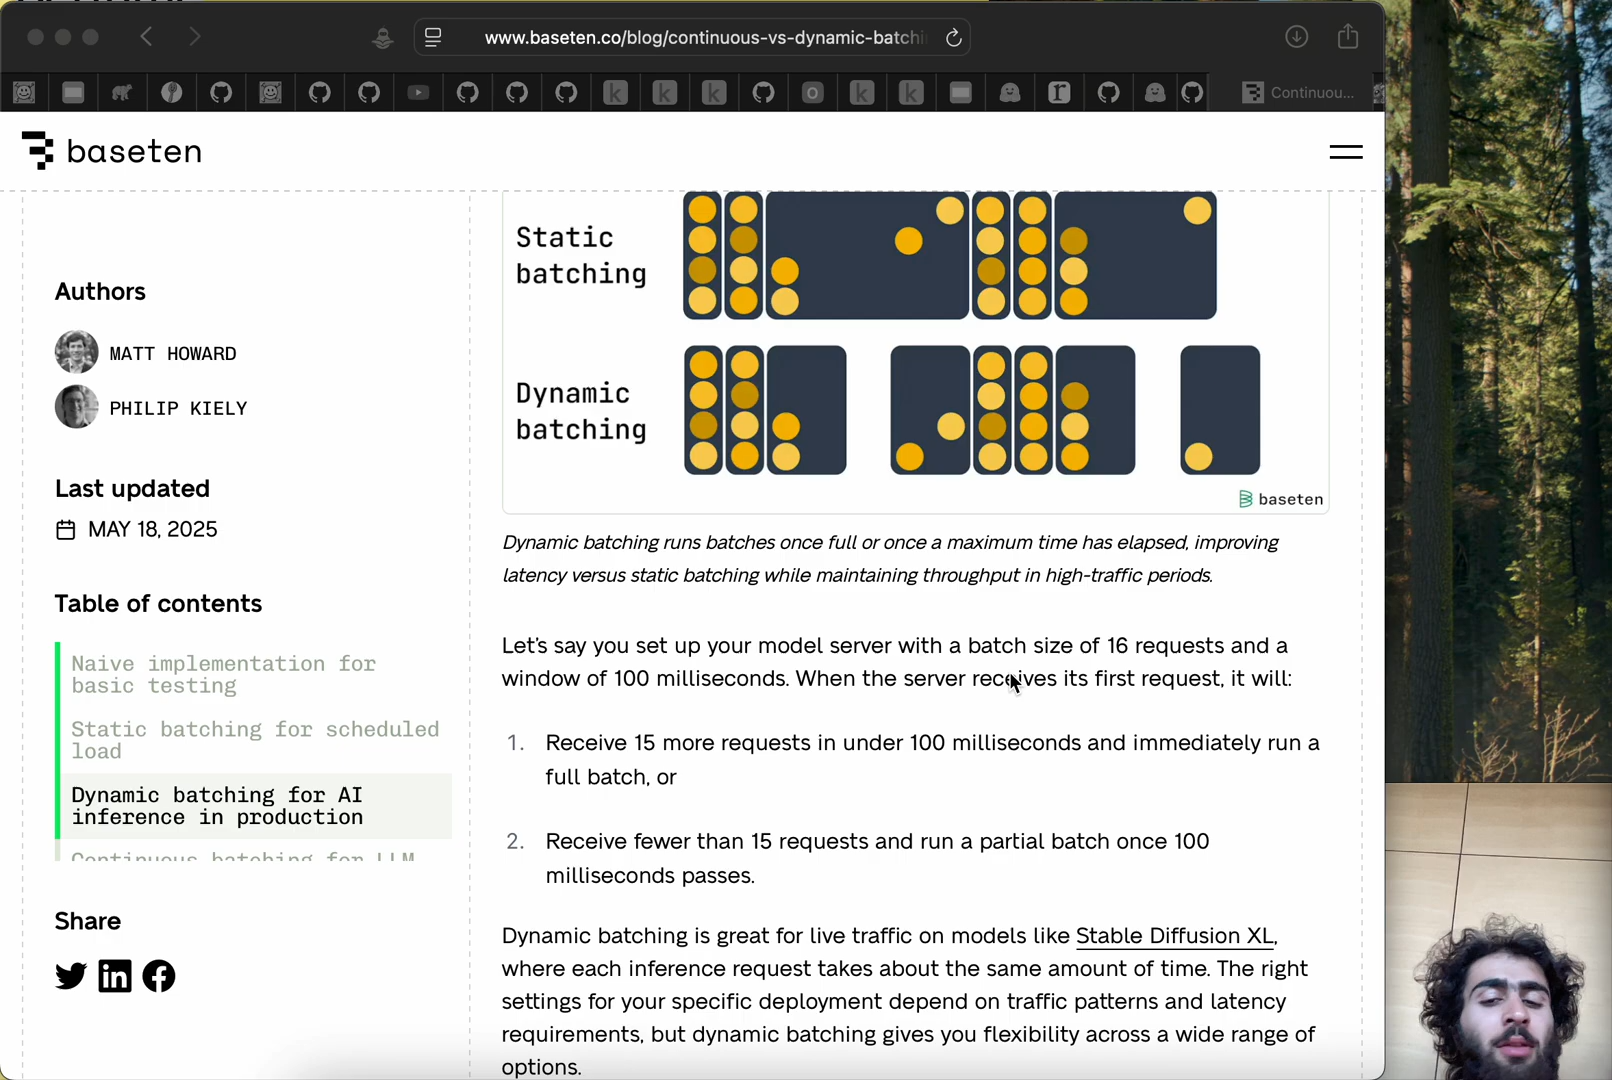 www.baseten.co/blog/continuous-vs-dynamic-batchi
Continuou...
baseten
Authors
MATT HOWARD
PHILIP KIELY
Last updated
MAY 18, 2025
Table of contents
Naive implementation for
basic testing
Static batching for scheduled
load
Dynamic batching for AI
inference in production
Continuous batching for LLM
Share
Static
batching
Dynamic
batching
baseten
Dynamic batching runs batches once full or once a maximum time has elapsed, improving
latency versus static batching while maintaining throughput in high-traffic periods.
Let's say you set up your model server with a batch size of 16 requests and a
window of 100 milliseconds. When the server receives its first request, it will:
1. Receive 15 more requests in under 100 milliseconds and immediately run a
full batch, or
2. Receive fewer than 15 requests and run a partial batch once 100
milliseconds passes.
Dynamic batching is great for live traffic on models like Stable Diffusion XL,
where each inference request takes about the same amount of time. The right
settings for your specific deployment depend on traffic patterns and latency
requirements, but dynamic batching gives you flexibility across a wide range of
options.